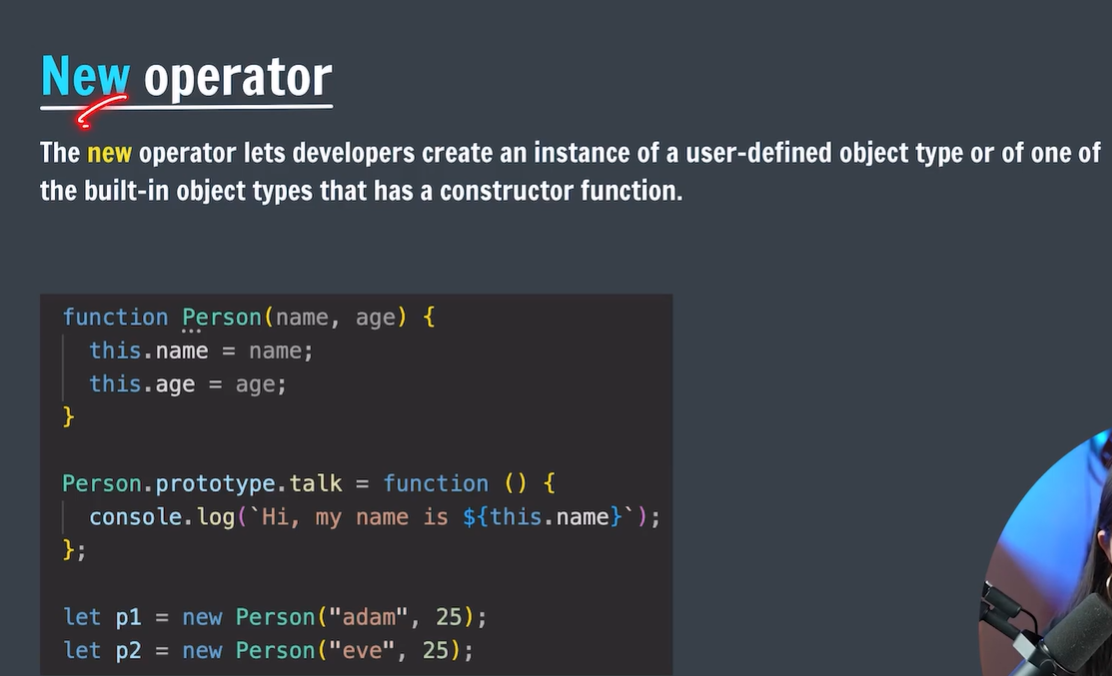 New operator
The new operator lets developers create an instance of a user-defined object type or of one of
the built-in object types that has a constructor function.
function Person(name, age) {
  this.name = name;
  this.age = age;
}
Person.prototype.talk = function () {
  console.log(`Hi, my name is ${this.name}`);
};
let p1 = new Person("adam", 25);
let p2 = new Person("eve", 25);